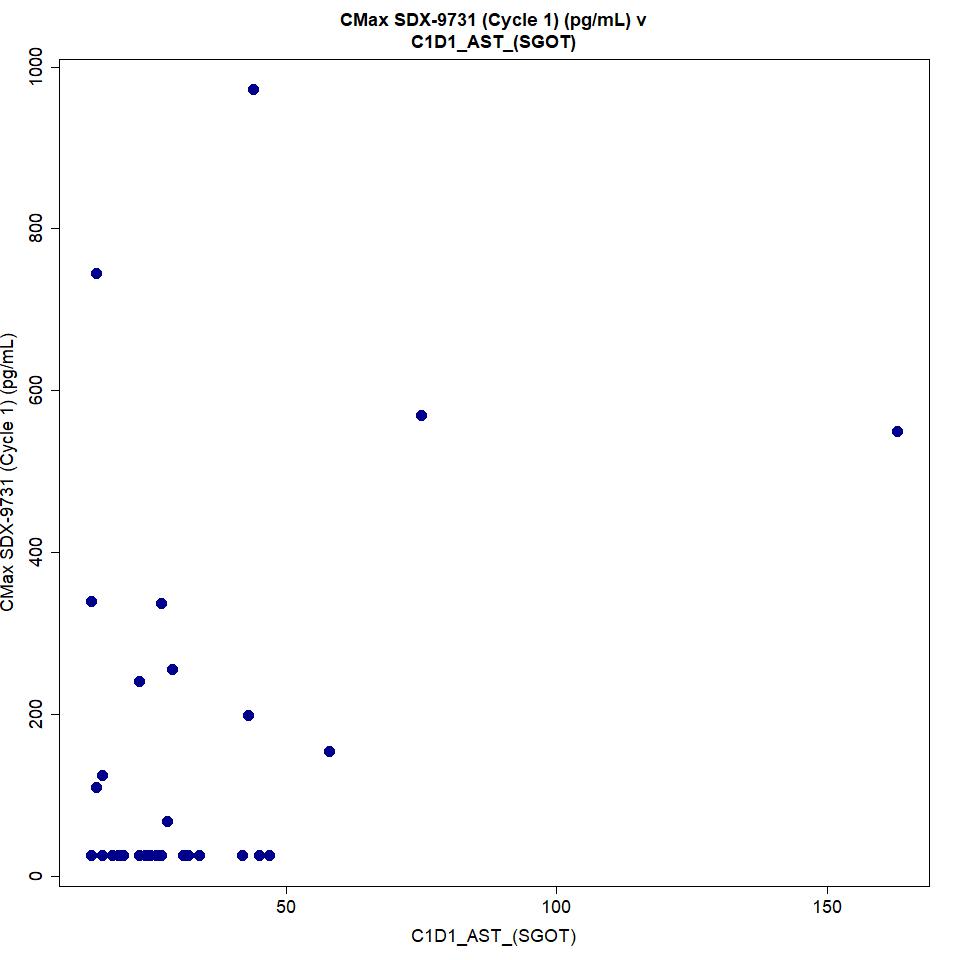 CMax SDX-9731 (Cycle 1) (pg/mL) v
C1D1_AST_(SGOT)
1000
800
600
400
200
0
CMax SDX-9731 (Cycle 1) (pg/mL)
50 100 150
C1D1_AST_(SGOT)